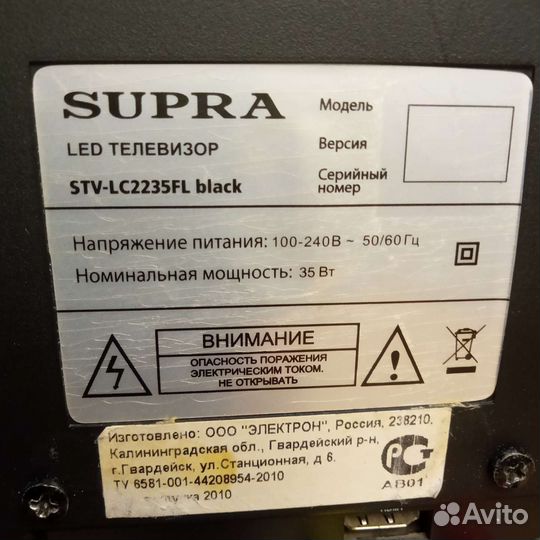 SUPRA
LED ТЕЛЕВИЗОР
STV-LC2235FL black
Модель
Версия
Серийный
номер
Напряжение питания: 100-240В ~ 50/60 Гц
Номинальная мощность: 35 Вт
ВНИМАНИЕ
ОПАСНОСТЬ ПОРАЖЕНИЯ
ЭЛЕКТРИЧЕСКИМ ТОКОМ.
НЕ ОТКРЫВАТЬ
Изготовлено: ООО "ЭЛЕКТРОН", Россия, 238210,
Калининградская обл., Гвардейский р-н,
г.Гвардейск, ул.Станционная, д 6.
ТУ 6581-001-44208954-2010
2010
АВ01
Avito